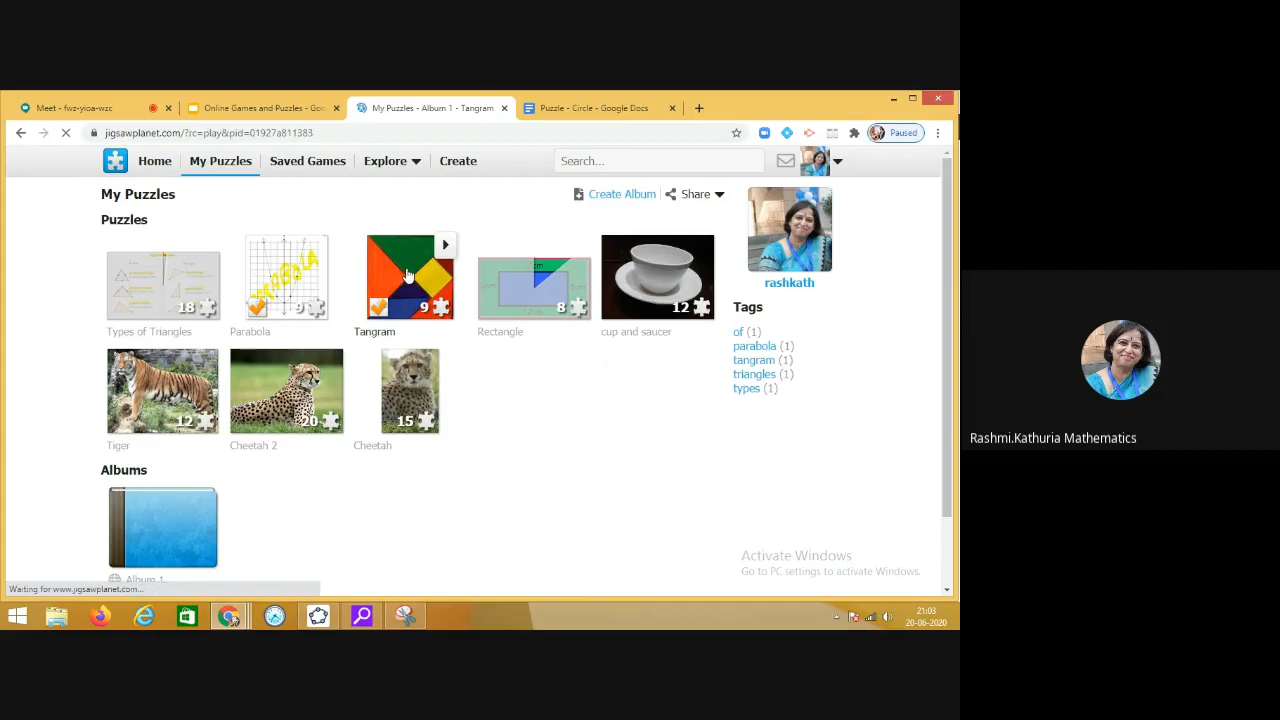 Meet - fwz-yioa-wzc
Online Games and Puzzles - Goo
My Puzzles - Album 1 - Tangram
Puzzle - Circle - Google Docs
jigsawplanet.com/?rc=play&pid=01927a811383
Paused
Home
My Puzzles
Saved Games
Explore
Create
Search...
My Puzzles
Create Album
Share
Puzzles
18
9
9
8
12
Types of Triangles
Parabola
Tangram
Rectangle
cup and saucer
rashkath
Tags
of (1)
parabola (1)
tangram (1)
triangles (1)
types (1)
12
20
15
Tiger
Cheetah 2
Cheetah
Albums
Album 1
Activate Windows
Go to PC settings to activate Windows.
Waiting for www.jigsawplanet.com...
21:03
20-06-2020
Rashmi.Kathuria Mathematics